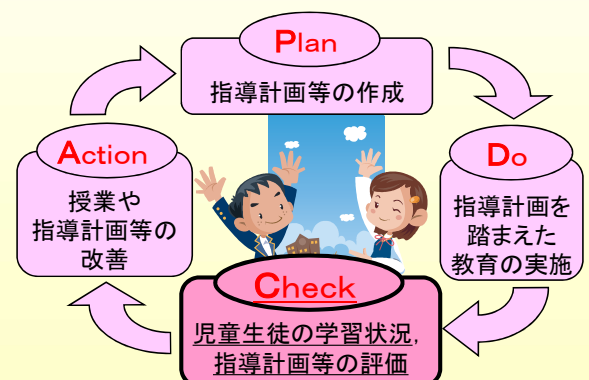 Plan
指導計画等の作成
Do
指導計画を
踏まえた
教育の実施
Check
児童生徒の学習状況,
指導計画等の評価
Action
授業や
指導計画等の
改善